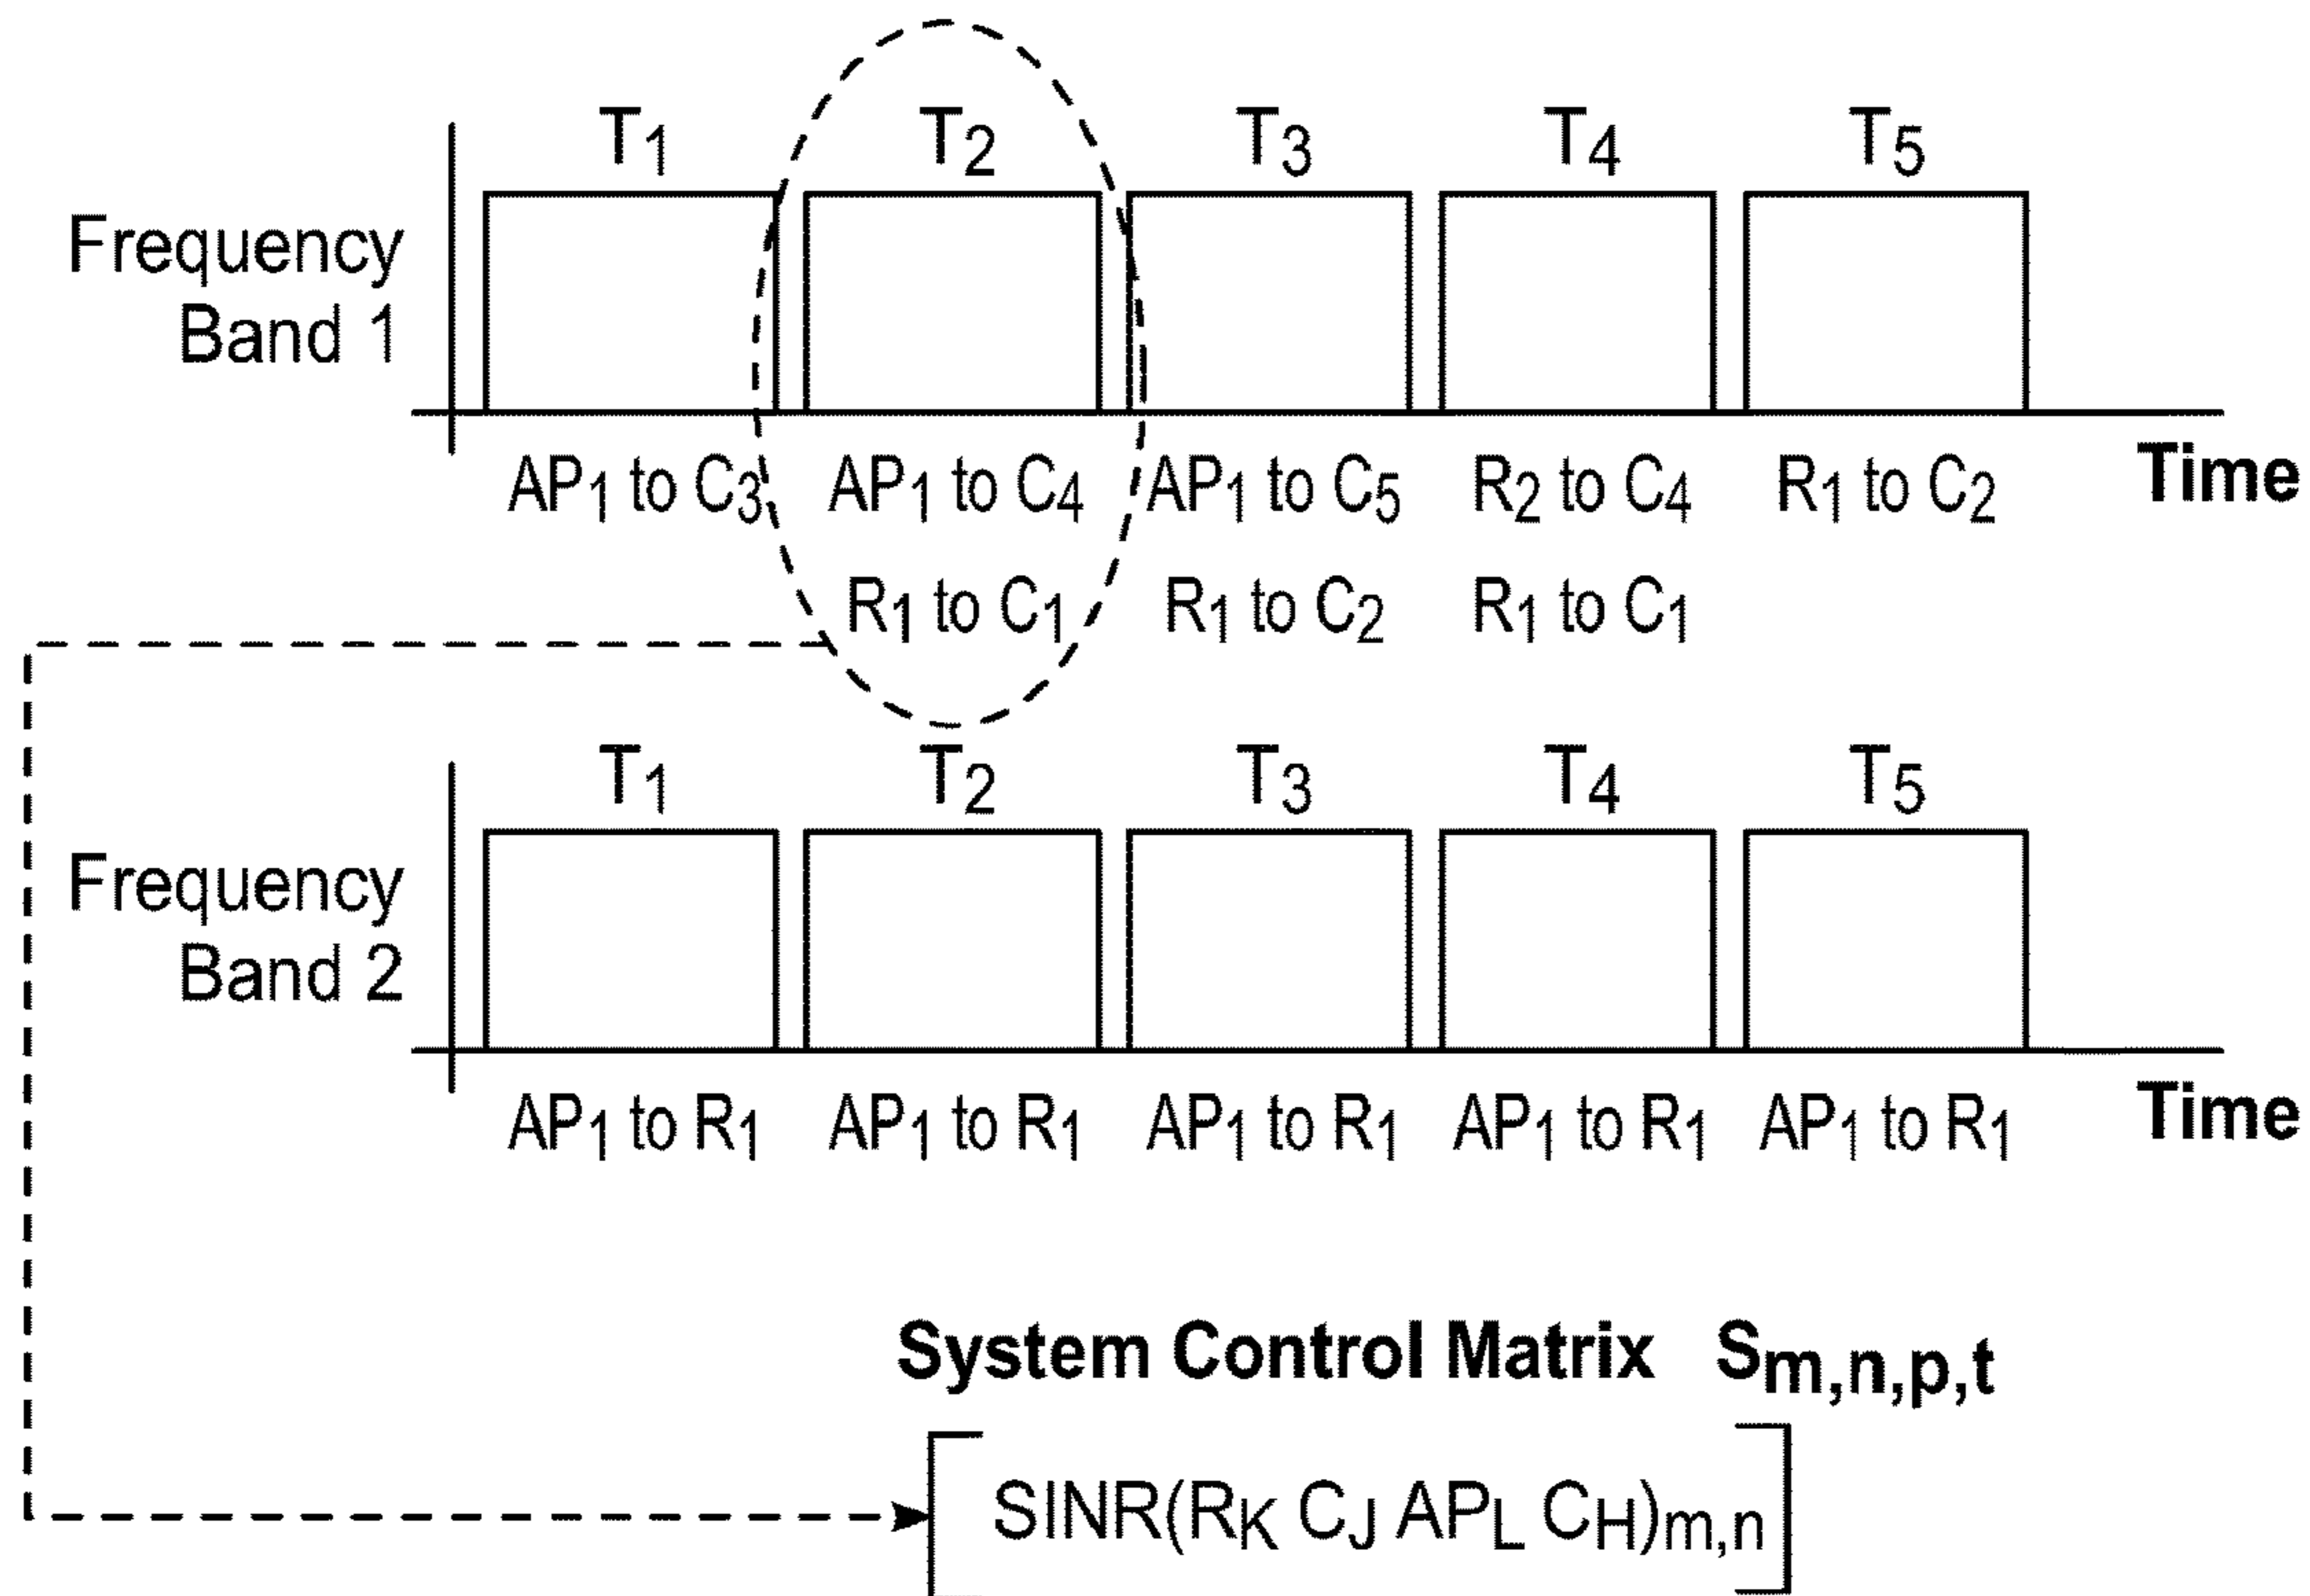 T1 T2 T3 T4 T5
Frequency
Band 1
AP1 to C3 AP1 to C4 AP1 to C5 R2 to C4 R1 to C2 Time
R1 to C1 R1 to C2 R1 to C1
T1 T2 T3 T4 T5
Frequency
Band 2
AP1 to R1 AP1 to R1 AP1 to R1 AP1 to R1 AP1 to R1 Time
System Control Matrix Sm,n,p,t
SINR(RK CJ APL CH)m,n